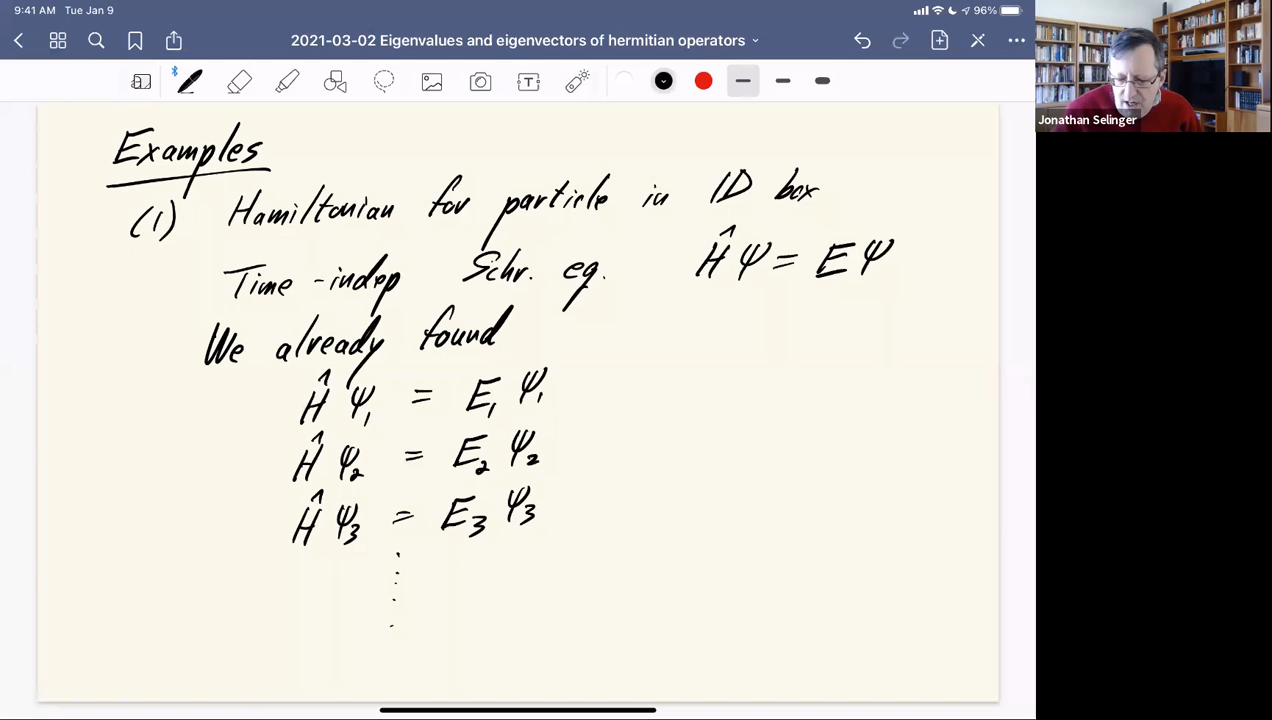 9:41 AM Tue Jan 9
96%
2021-03-02 Eigenvalues and eigenvectors of hermitian operators
Jonathan Selinger
Examples
(1) Hamiltonian for particle in 1D box
Time-indep Schr. eq. Ĥψ = Eψ
We already found
Ĥψ₁ = E₁ψ₁
Ĥψ₂ = E₂ψ₂
Ĥψ₃ = E₃ψ₃